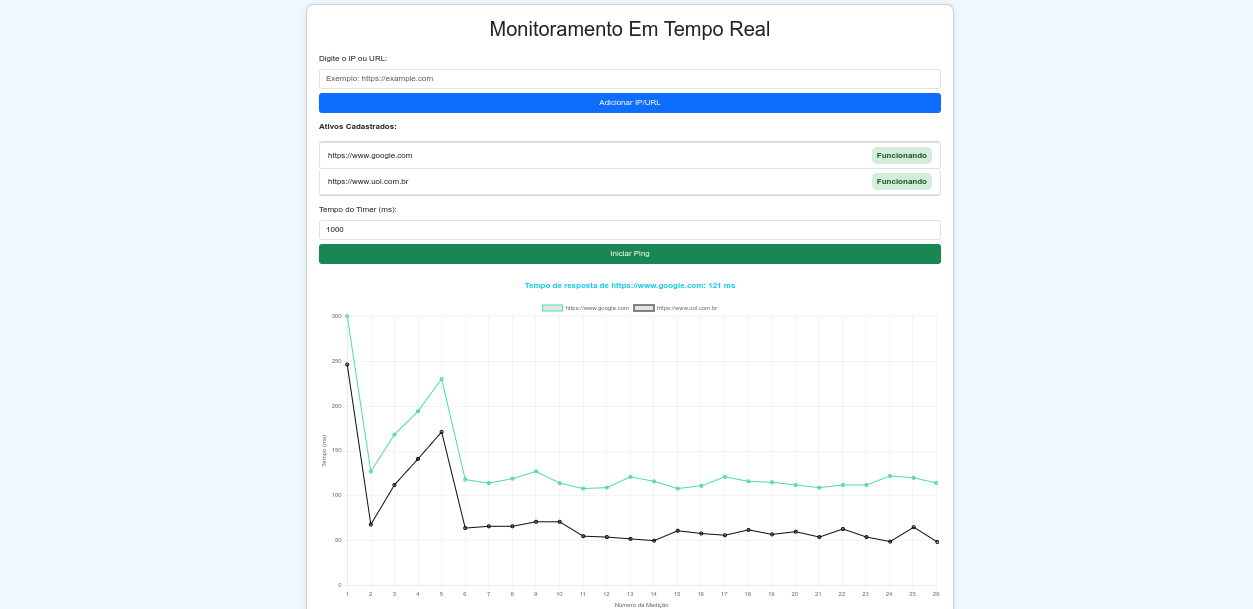 Monitoramento Em Tempo Real
Digite o IP ou URL:
Exemplo: https://example.com
Adicionar IP/URL
Ativos Cadastrados:
https://www.google.com Funcionando
https://www.uol.com.br Funcionando
Tempo do Timer (ms):
1000
Iniciar Ping
Tempo de resposta de https://www.google.com: 121 ms
https://www.google.com https://www.uol.com.br
300
250
200
150
100
50
0
Tempo (ms)
1 2 3 4 5 6 7 8 9 10 11 12 13 14 15 16 17 18 19 20 21 22 23 24 25 26
Número da Medição